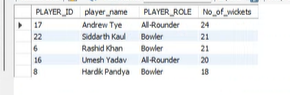 PLAYER_ID player_name PLAYER_ROLE No_of_wickets
17 Andrew Tye All-Rounder 24
22 Siddarth Kaul Bowler 21
6 Rashid Khan Bowler 21
16 Umesh Yadav All-Rounder 20
8 Hardik Pandya Bowler 18